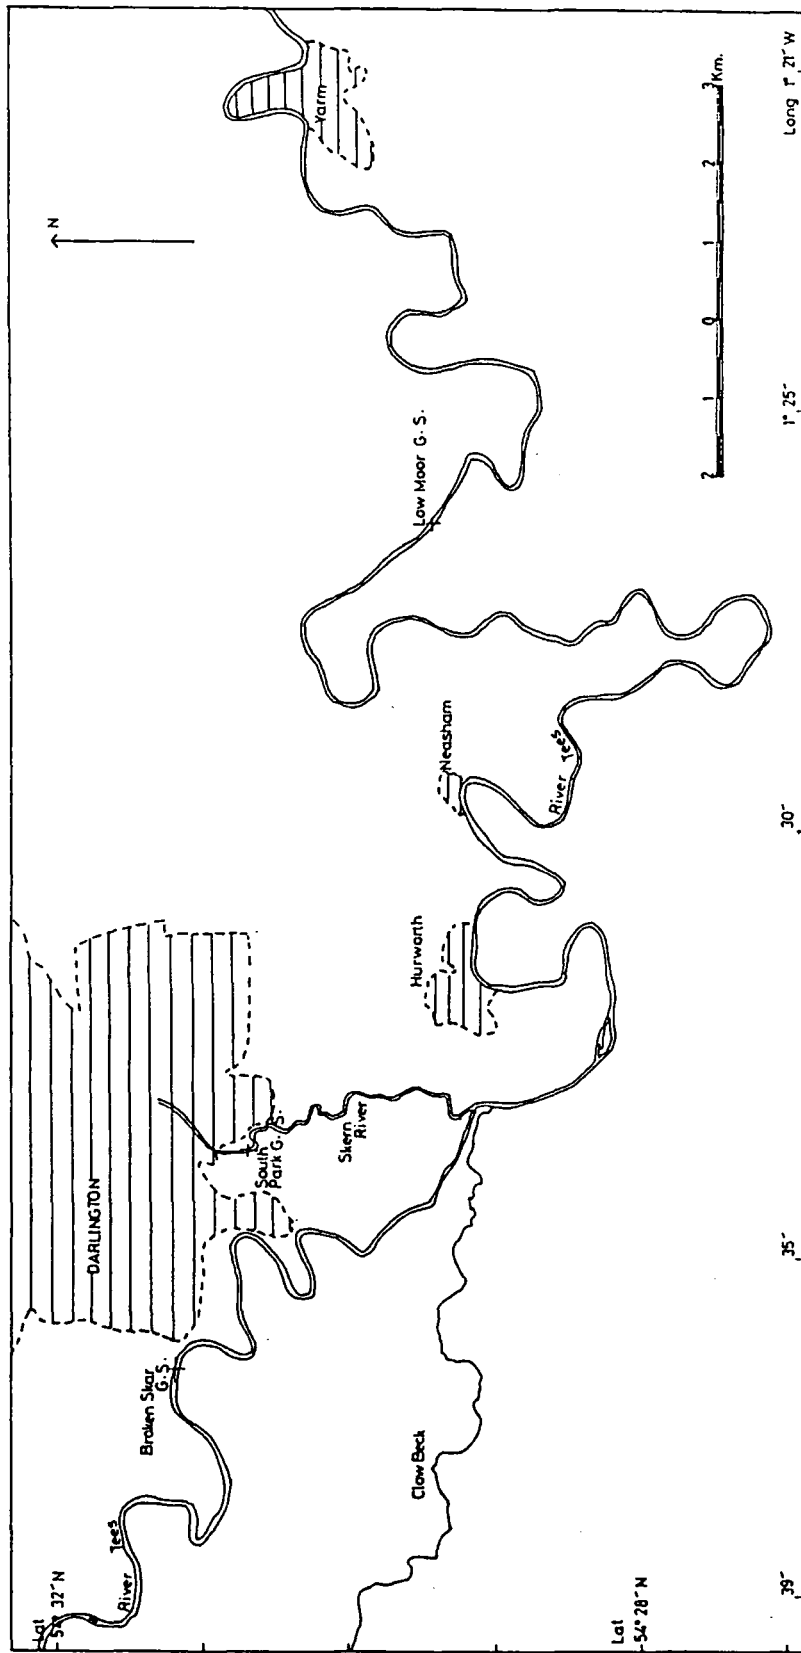 Lat
54° 32' N
River Tees
Broken Skar
G. S.
DARLINGTON
South
Park G. S.
Skern
River
Clow Beck
Hurworth
Neasham
River Tees
Low Moor G. S.
Yarm
N
2 1 0 1 2 3 Km.
Lat
54° 28' N
39' 35' 30' 1° 25' Long 1° 21' W